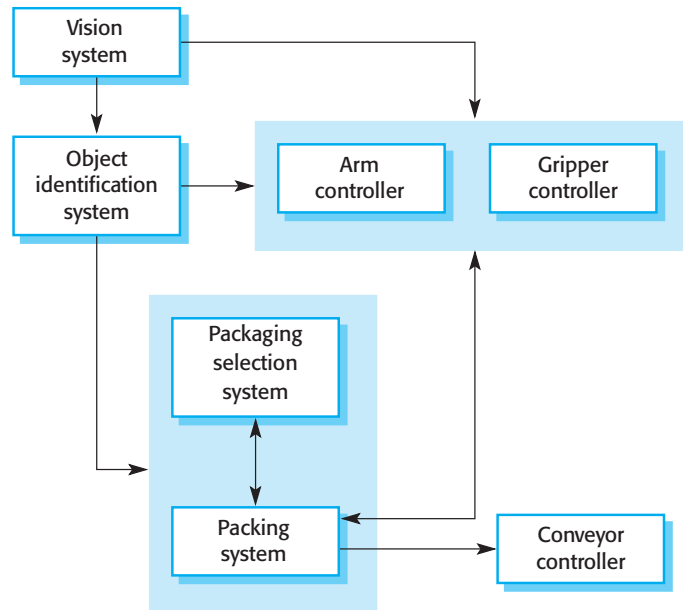 Vision
system
Object
identification
system
Arm
controller
Gripper
controller
Packaging
selection
system
Packing
system
Conveyor
controller